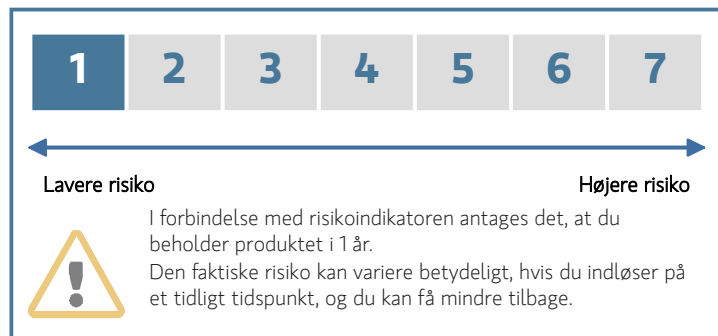 1 2 3 4 5 6 7
Lavere risiko Højere risiko
I forbindelse med risikoindikatoren antages det, at du
beholder produktet i 1 år.
Den faktiske risiko kan variere betydeligt, hvis du indløser på
et tidligt tidspunkt, og du kan få mindre tilbage.